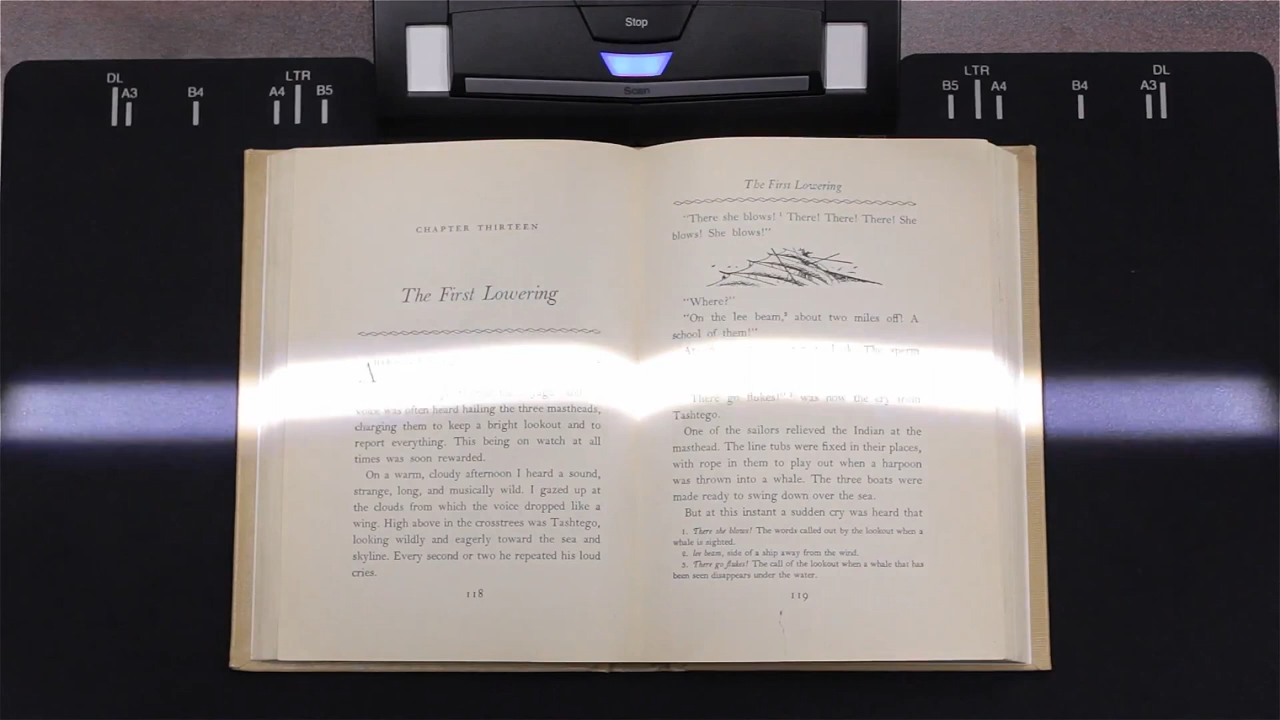 Stop
Scan
DL
A3
B4
A4
LTR
B5
B5
LTR
A4
B4
A3
DL
CHAPTER THIRTEEN
The First Lowering
A
voice was often heard hailing the three mastheads,
charging them to keep a bright lookout and to
report everything. This being on watch at all
times was soon rewarded.
On a warm, cloudy afternoon I heard a sound,
strange, long, and musically wild. I gazed up at
the clouds from which the voice dropped like a
wing. High above in the crosstrees was Tashtego,
looking wildly and eagerly toward the sea and
skyline. Every second or two he repeated his loud
cries.
118
The First Lowering
"There she blows! ¹ There! There! There! She
blows! She blows!"
"Where?"
"On the lee beam,² about two miles off! A
school of them!"
The sperm
"There go flukes!" ³ was now the cry from
Tashtego.
One of the sailors relieved the Indian at the
masthead. The line tubs were fixed in their places,
with rope in them to play out when a harpoon
was thrown into a whale. The three boats were
made ready to swing down over the sea.
But at this instant a sudden cry was heard that
1. There she blows! The words called out by the lookout when a
whale is sighted.
2. lee beam, side of a ship away from the wind.
3. There go flukes! The call of the lookout when a whale that has
been seen disappears under the water.
119